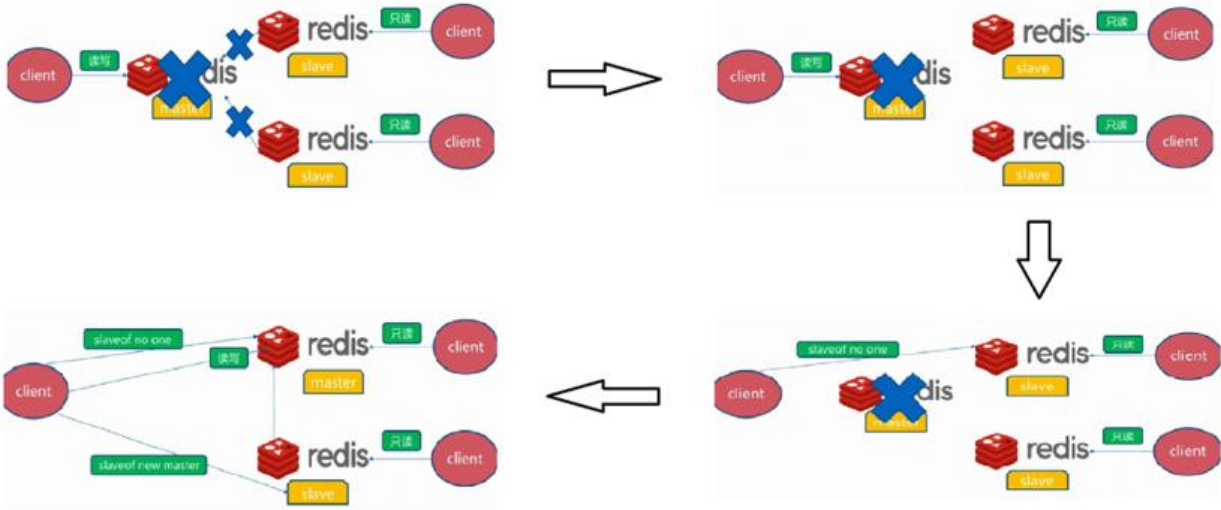 redis
只读
client
slave
client
读写
dis
master
redis
只读
client
slave
redis
只读
client
slave
client
读写
dis
master
redis
只读
client
slave
slaveof no one
读写
client
redis
只读
client
master
slaveof new master
redis
只读
client
slave
slaveof no one
client
redis
只读
client
slave
dis
master
redis
只读
client
slave